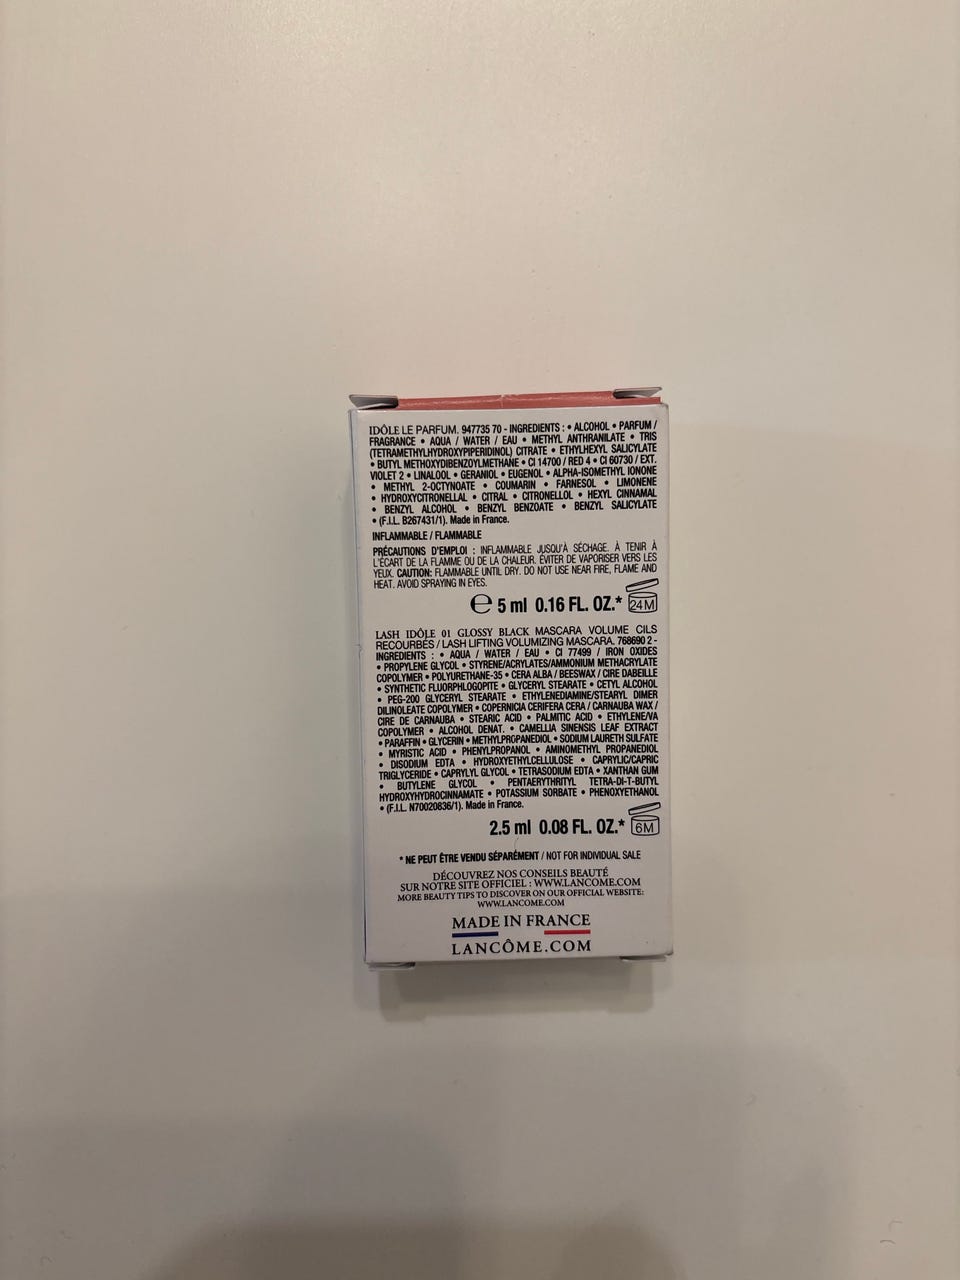 IDÔLE LE PARFUM. 947735 70 - INGREDIENTS : • ALCOHOL • PARFUM /
FRAGRANCE • AQUA / WATER / EAU • METHYL ANTHRANILATE • TRIS
(TETRAMETHYLHYDROXYPIPERIDINOL) CITRATE • ETHYLHEXYL SALICYLATE
• BUTYL METHOXYDIBENZOYLMETHANE • CI 14700 / RED 4 • CI 60730 / EXT.
VIOLET 2 • LINALOOL • GERANIOL • EUGENOL • ALPHA-ISOMETHYL IONONE
• METHYL 2-OCTYNOATE • COUMARIN • FARNESOL • LIMONENE
• HYDROXYCITRONELLAL • CITRAL • CITRONELLOL • HEXYL CINNAMAL
• BENZYL ALCOHOL • BENZYL BENZOATE • BENZYL SALICYLATE
• (F.I.L. B267431/1). Made in France.
INFLAMMABLE / FLAMMABLE
PRÉCAUTIONS D'EMPLOI : INFLAMMABLE JUSQU'À SÉCHAGE. À TENIR À
L'ÉCART DE LA FLAMME OU DE LA CHALEUR. ÉVITER DE VAPORISER VERS LES
YEUX. CAUTION: FLAMMABLE UNTIL DRY. DO NOT USE NEAR FIRE, FLAME AND
HEAT. AVOID SPRAYING IN EYES.
℮ 5 ml 0.16 FL. OZ.* 24M
LASH IDÔLE 01 GLOSSY BLACK MASCARA VOLUME CILS
RECOURBÉS / LASH LIFTING VOLUMIZING MASCARA. 768690 2 -
INGREDIENTS : • AQUA / WATER / EAU • CI 77499 / IRON OXIDES
• PROPYLENE GLYCOL • STYRENE/ACRYLATES/AMMONIUM METHACRYLATE
COPOLYMER • POLYURETHANE-35 • CERA ALBA / BEESWAX / CIRE DABEILLE
• SYNTHETIC FLUORPHLOGOPITE • GLYCERYL STEARATE • CETYL ALCOHOL
• PEG-200 GLYCERYL STEARATE • ETHYLENEDIAMINE/STEARYL DIMER
DILINOLEATE COPOLYMER • COPERNICIA CERIFERA CERA / CARNAUBA WAX /
CIRE DE CARNAUBA • STEARIC ACID • PALMITIC ACID • ETHYLENE/VA
COPOLYMER • ALCOHOL DENAT. • CAMELLIA SINENSIS LEAF EXTRACT
• PARAFFIN • GLYCERIN • METHYLPROPANEDIOL • SODIUM LAURETH SULFATE
• MYRISTIC ACID • PHENYLPROPANOL • AMINOMETHYL PROPANEDIOL
• DISODIUM EDTA • HYDROXYETHYLCELLULOSE • CAPRYLIC/CAPRIC
TRIGLYCERIDE • CAPRYLYL GLYCOL • TETRASODIUM EDTA • XANTHAN GUM
• BUTYLENE GLYCOL • PENTAERYTHRITYL TETRA-DI-T-BUTYL
HYDROXYHYDROCINNAMATE • POTASSIUM SORBATE • PHENOXYETHANOL
• (F.I.L. N70020836/1). Made in France.
2.5 ml 0.08 FL. OZ.* 6M
* NE PEUT ÊTRE VENDU SÉPARÉMENT / NOT FOR INDIVIDUAL SALE
DÉCOUVREZ NOS CONSEILS BEAUTÉ
SUR NOTRE SITE OFFICIEL : WWW.LANCOME.COM
MORE BEAUTY TIPS TO DISCOVER ON OUR OFFICIAL WEBSITE:
WWW.LANCOME.COM
MADE IN FRANCE
LANCÔME.COM